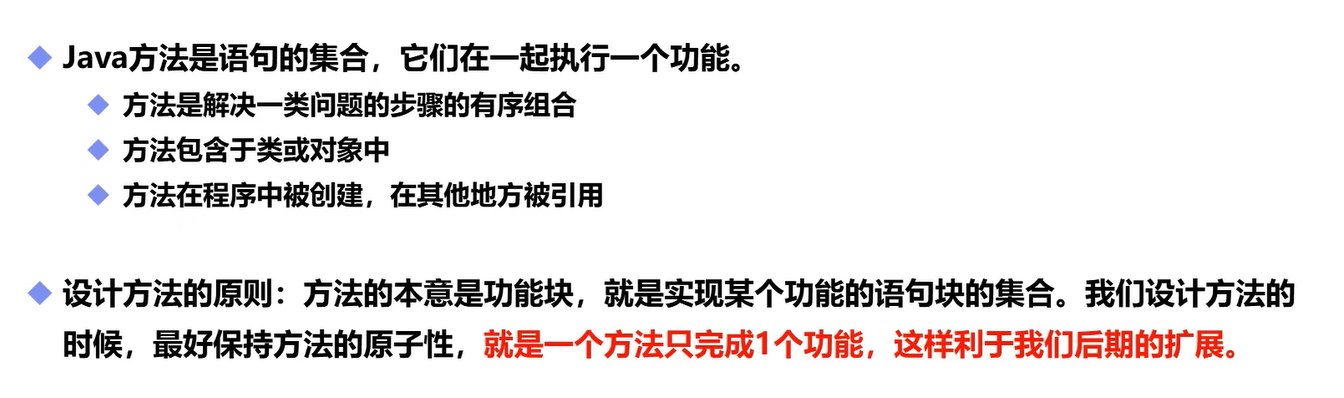 Java方法是语句的集合，它们在一起执行一个功能。
方法是解决一类问题的步骤的有序组合
方法包含于类或对象中
方法在程序中被创建，在其他地方被引用
设计方法的原则：方法的本意是功能块，就是实现某个功能的语句块的集合。我们设计方法的
时候，最好保持方法的原子性，就是一个方法只完成1个功能，这样利于我们后期的扩展。